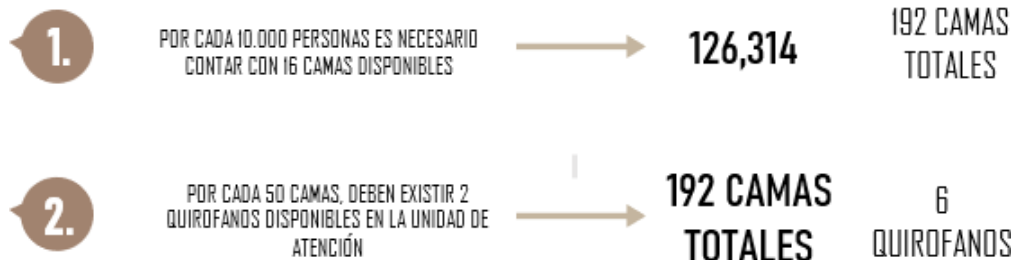 1.
POR CADA 10.000 PERSONAS ES NECESARIO
CONTAR CON 16 CAMAS DISPONIBLES
126,314
192 CAMAS
TOTALES
2.
POR CADA 50 CAMAS, DEBEN EXISTIR 2
QUIROFANOS DISPONIBLES EN LA UNIDAD DE
ATENCIÓN
192 CAMAS
TOTALES
6
QUIROFANOS